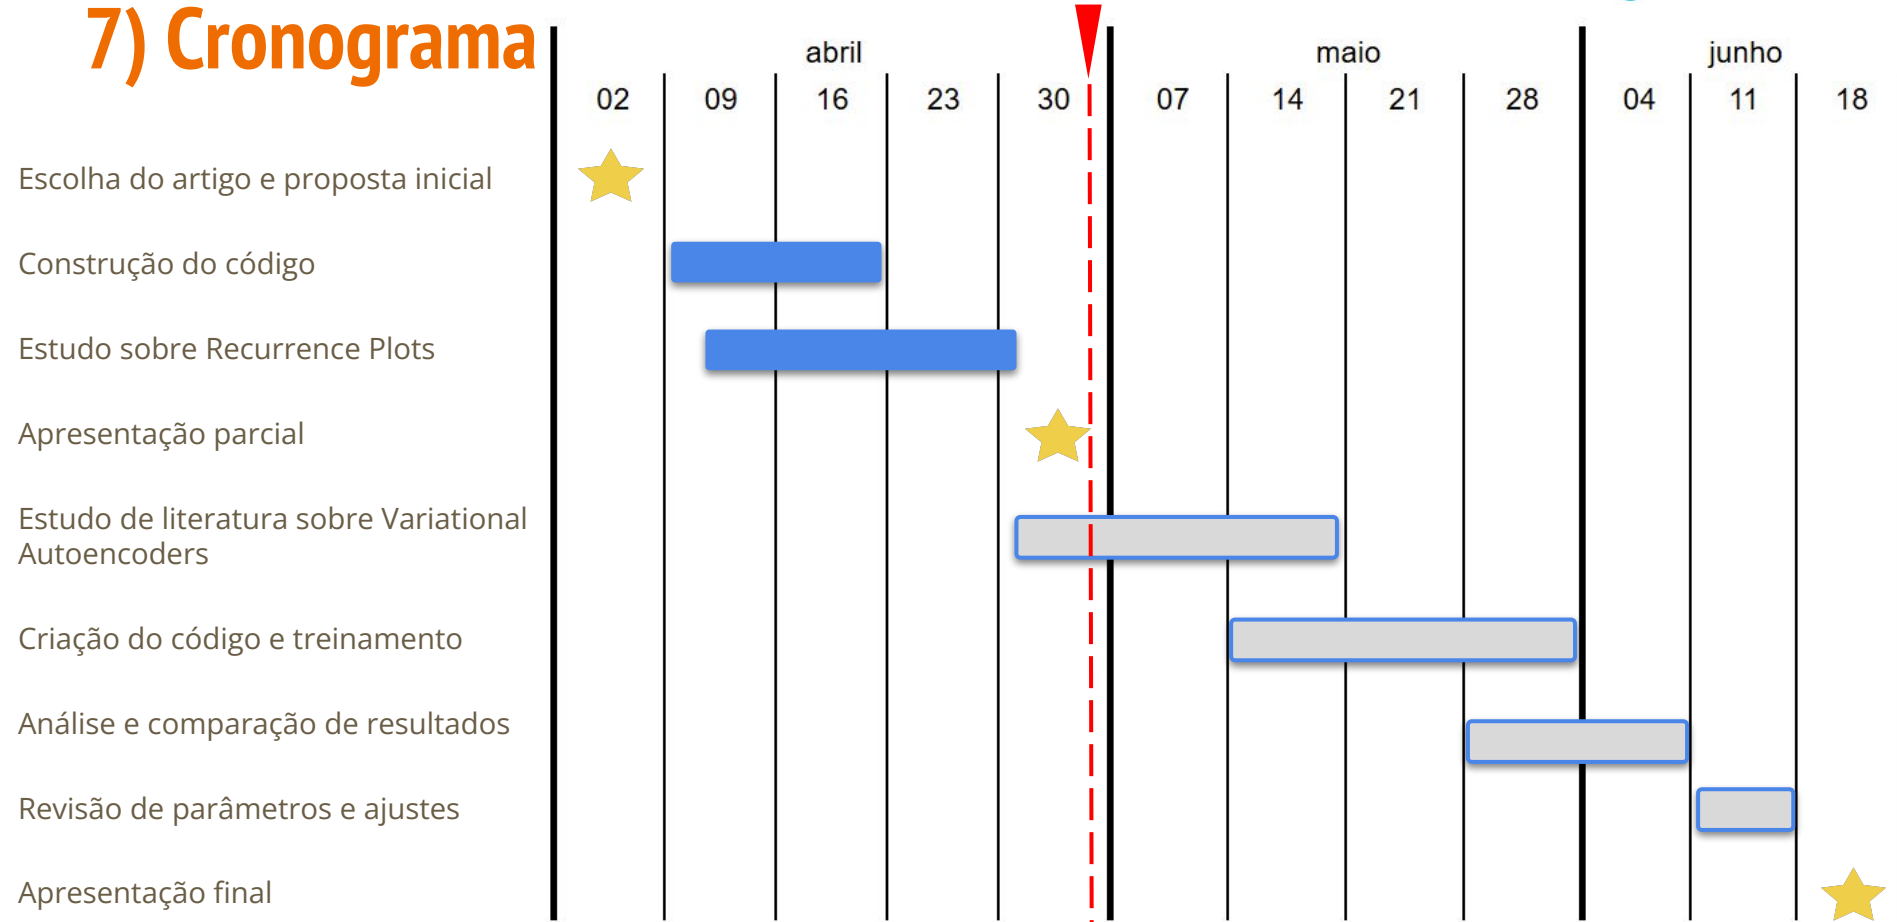 7) Cronograma
abril
maio
junho
02 09 16 23 30 07 14 21 28 04 11 18
Escolha do artigo e proposta inicial
Construção do código
Estudo sobre Recurrence Plots
Apresentação parcial
Estudo de literatura sobre Variational
Autoencoders
Criação do código e treinamento
Análise e comparação de resultados
Revisão de parâmetros e ajustes
Apresentação final